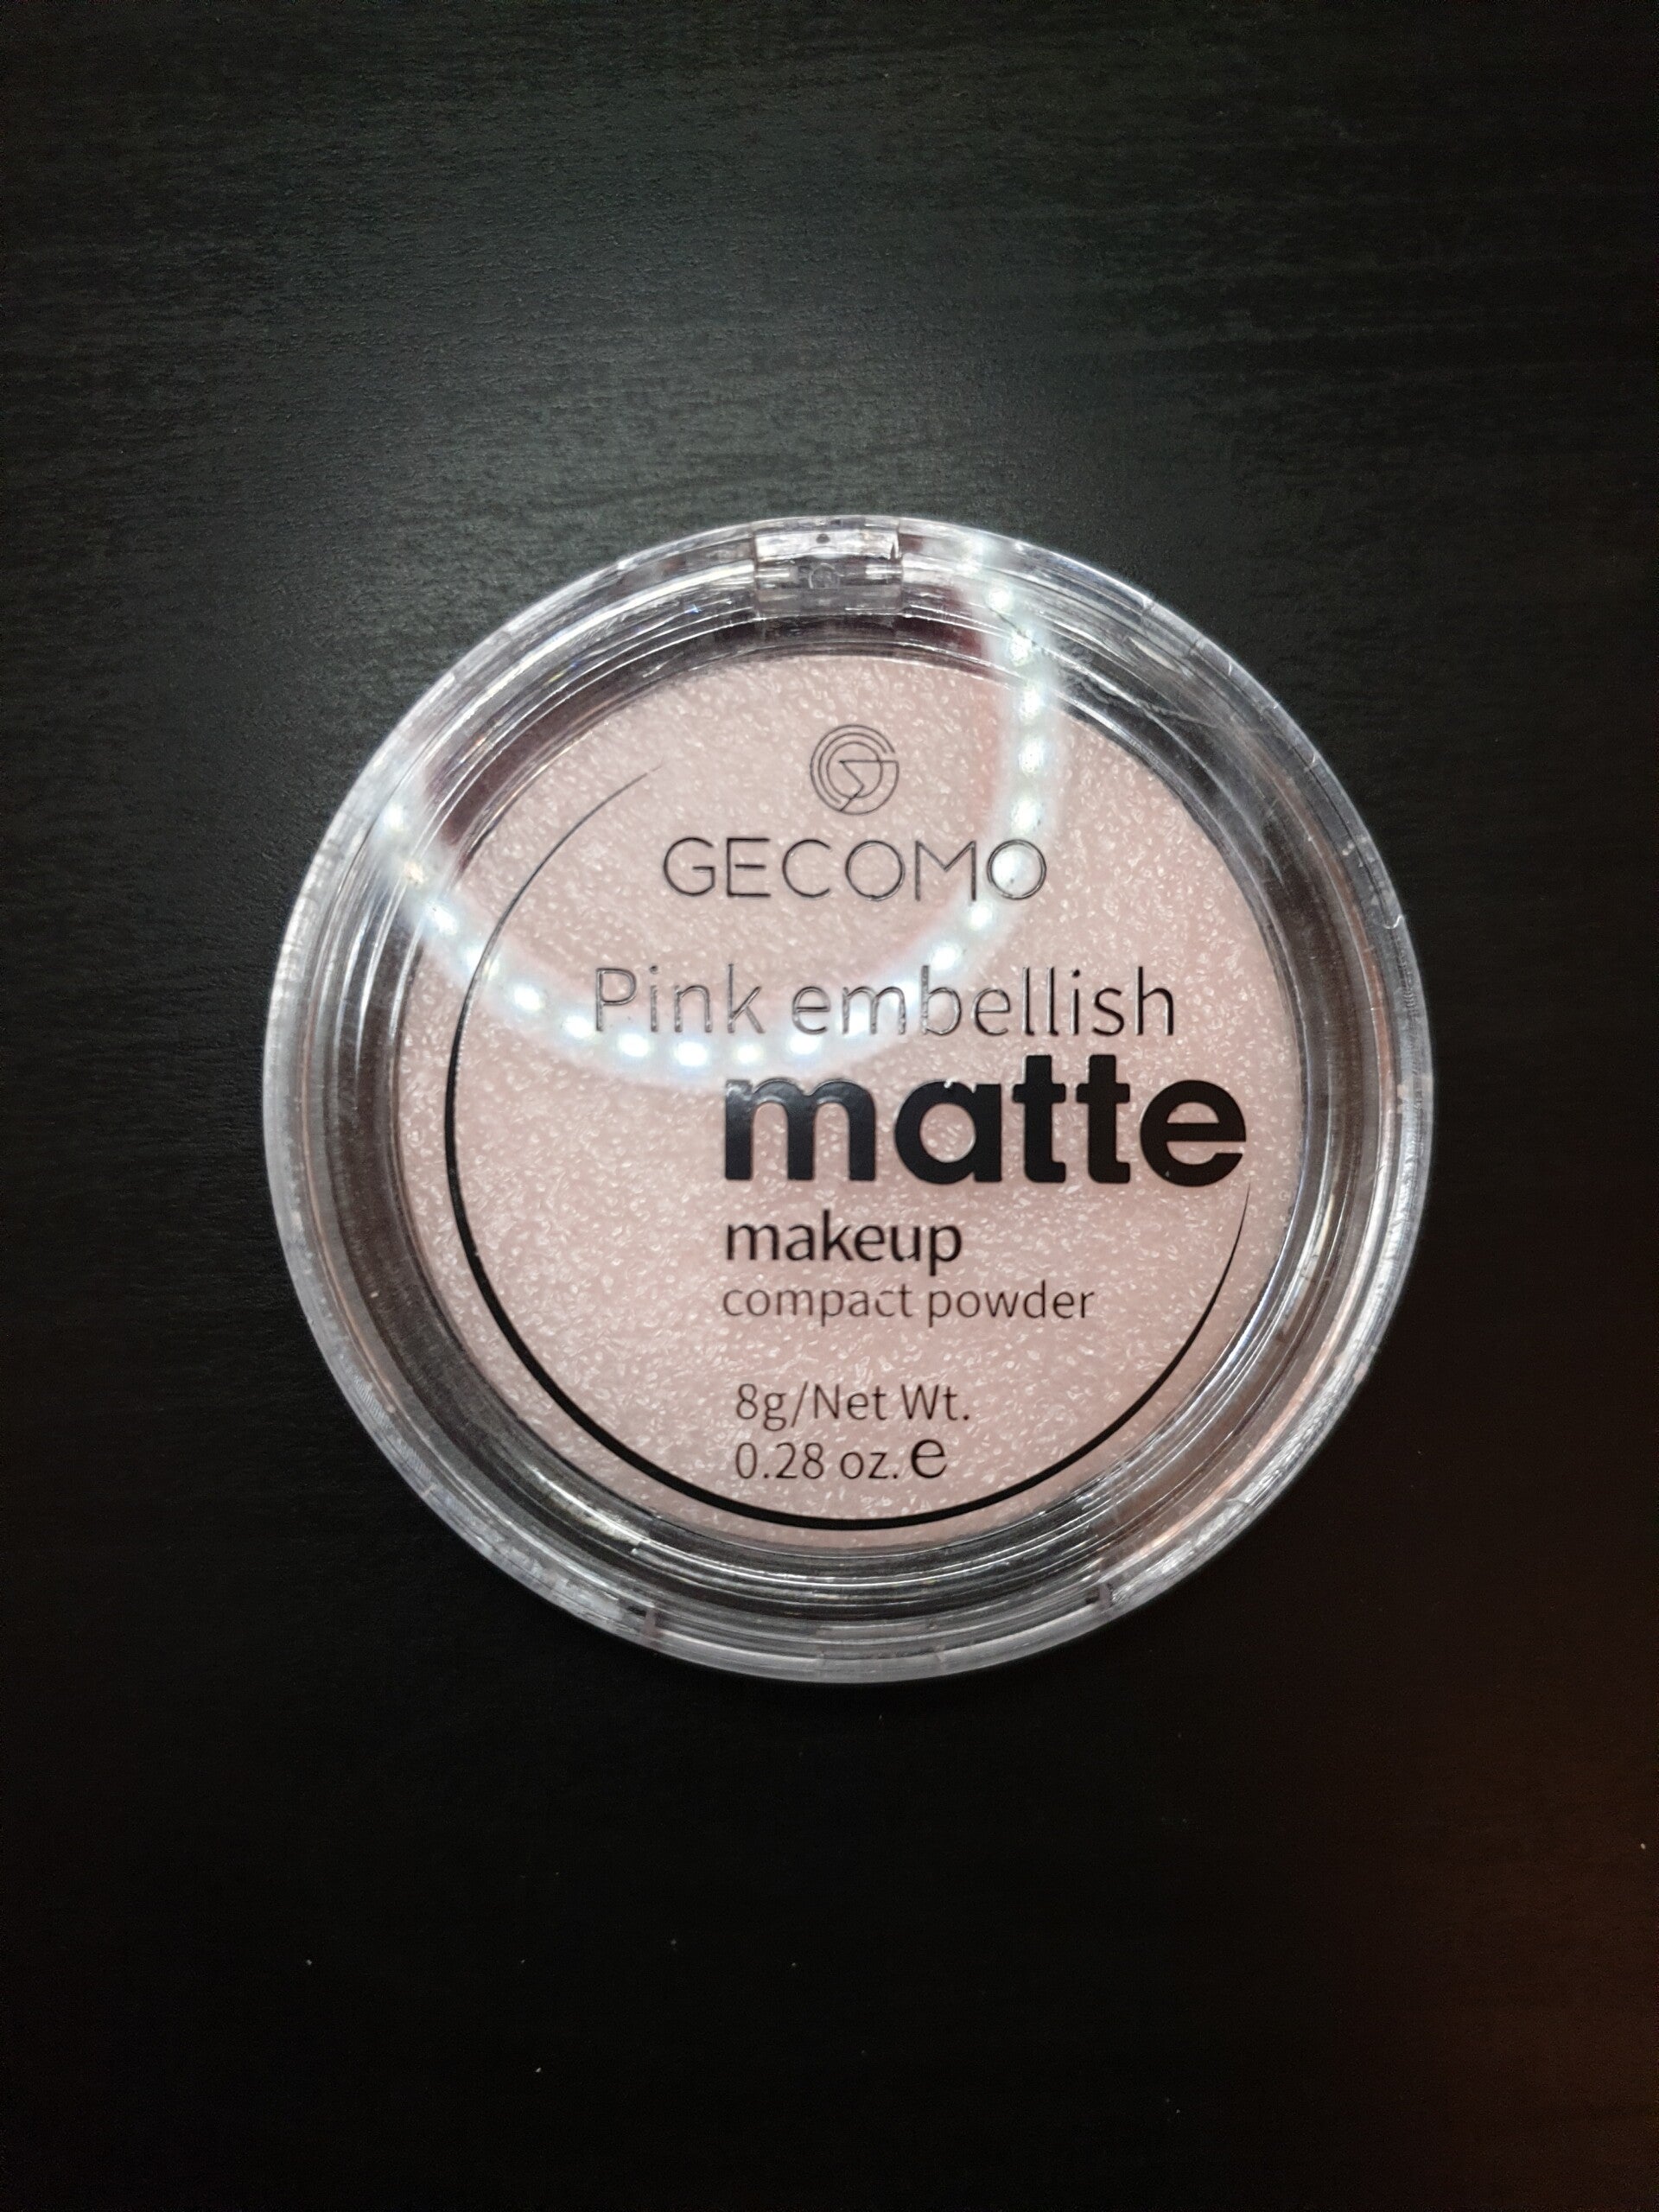 GECOMO
Pink embellish
matte
makeup
compact powder
8g/Net Wt.
0.28 oz. e